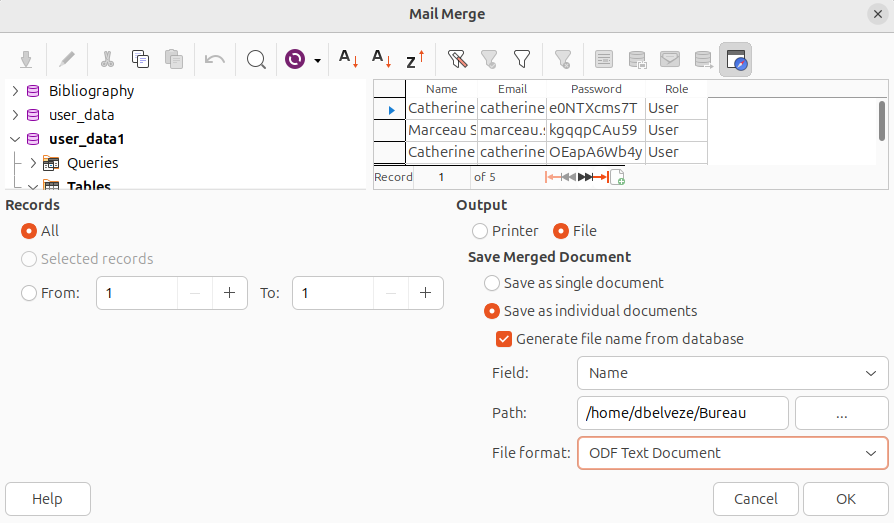 Mail Merge
Name Email Password Role
Bibliography
user_data
user_data1
Queries
Tables
Catherine catherine e0NTXcms7T User
Marceau S marceau.s kgqqpCAu59 User
Catherine catherine OEapA6Wb4y User
Record 1 of 5
Records
All
Selected records
From: 1 To: 1
Output
Printer File
Save Merged Document
Save as single document
Save as individual documents
Generate file name from database
Field: Name
Path: /home/dbelveze/Bureau ...
File format: ODF Text Document
Help Cancel OK